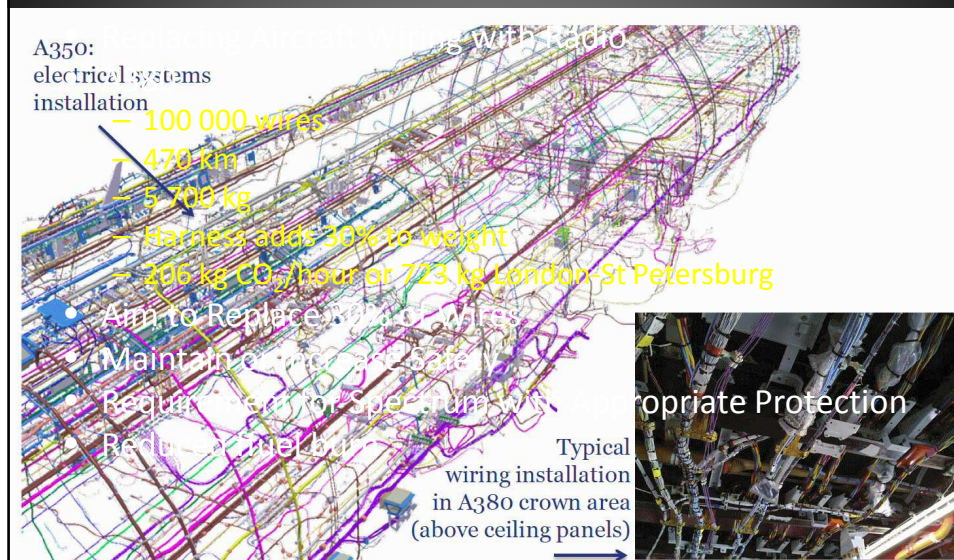 • Replacing Aircraft Wiring with Radio
A350:
electrical systems
installation
– 100 000 wires
– 470 km
– 5 700 kg
– Harness adds 30% to weight
– 206 kg CO₂/hour or 723 kg London-St Petersburg
• Aim to Replace 30% of Wires
• Maintain or Increase Safety
• Requirement for Spectrum with Appropriate Protection
• Reduced fuel burn
Typical
wiring installation
in A380 crown area
(above ceiling panels)